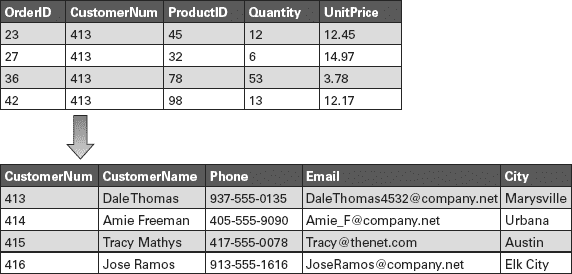 OrderID CustomerNum ProductID Quantity UnitPrice
23 413 45 12 12.45
27 413 32 6 14.97
36 413 78 53 3.78
42 413 98 13 12.17
CustomerNum CustomerName Phone Email City
413 Dale Thomas 937-555-0135 DaleThomas4532@company.net Marysville
414 Amie Freeman 405-555-9090 Amie_F@company.net Urbana
415 Tracy Mathys 417-555-0078 Tracy@thenet.com Austin
416 Jose Ramos 913-555-1616 JoseRamos@company.net Elk City